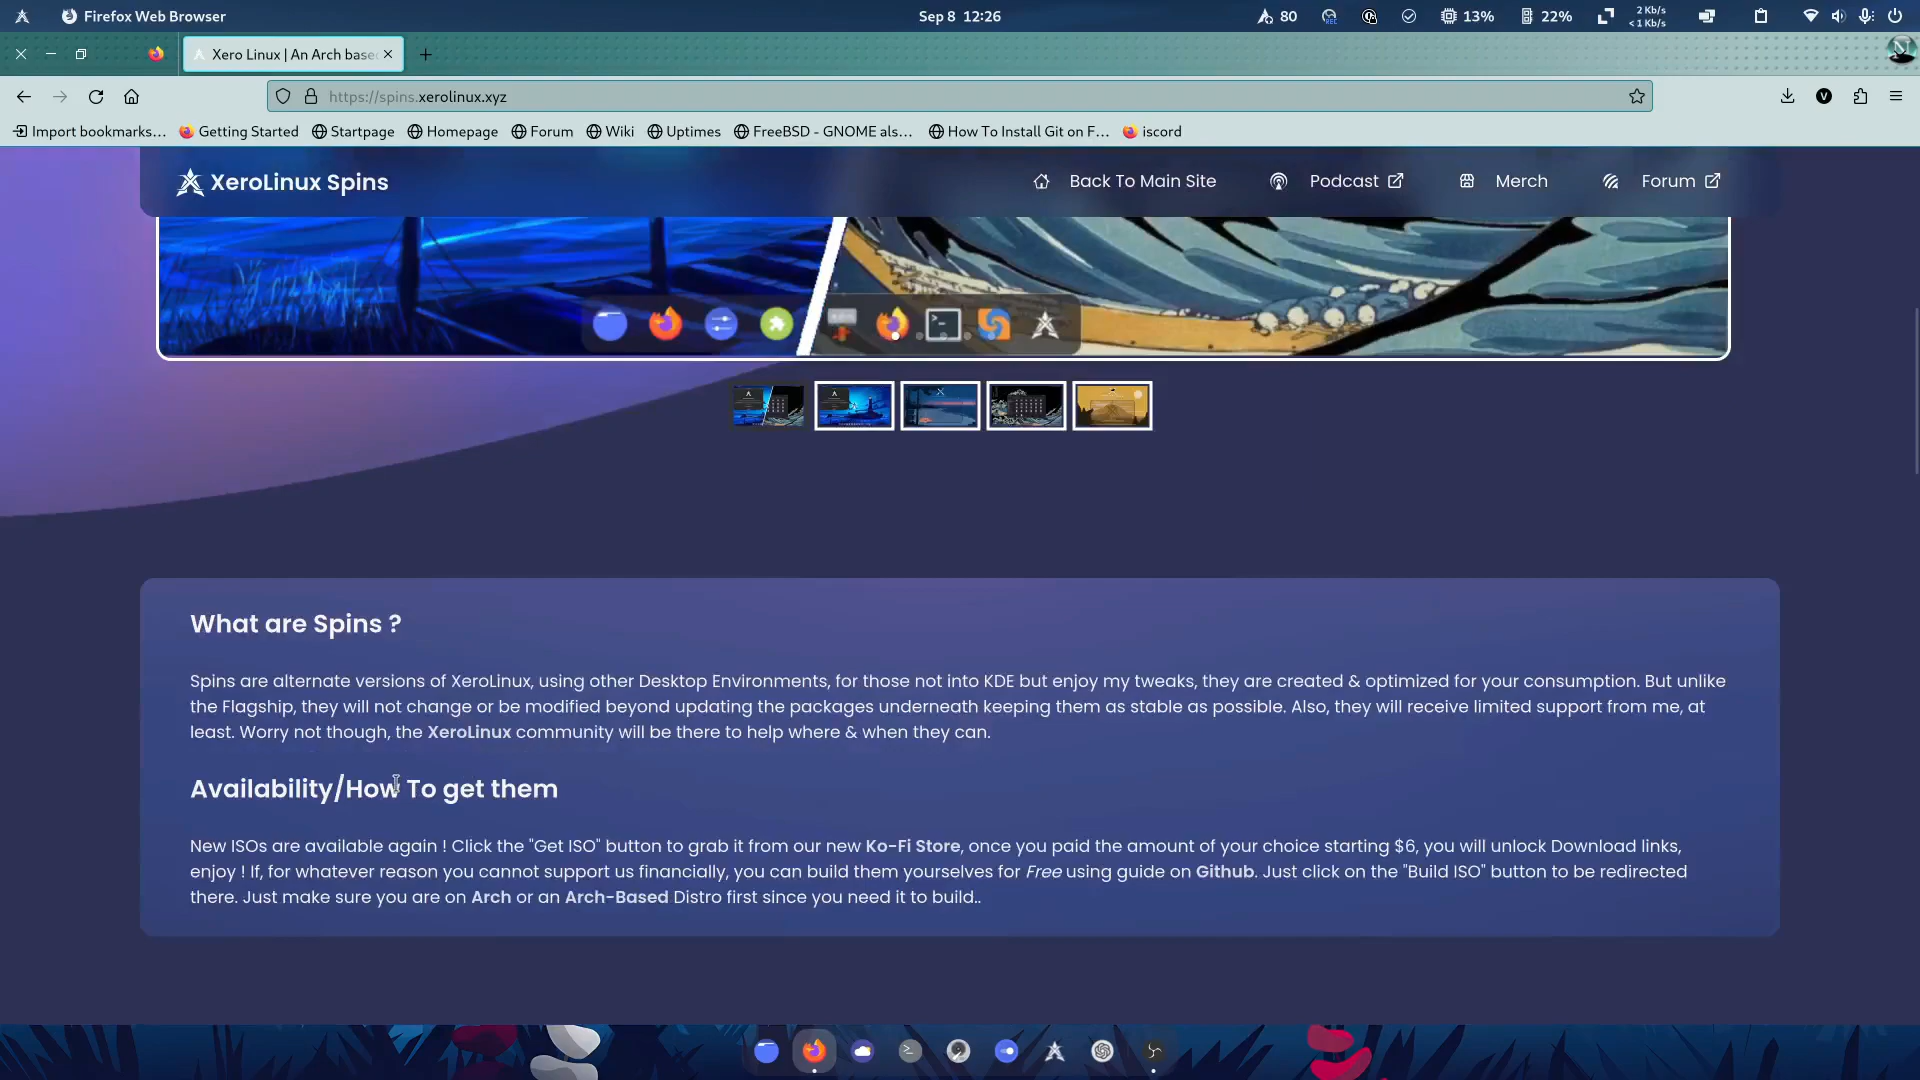 Firefox Web Browser
Sep 8 12:26
80
REC
13%
22%
2 Kb/s
< 1 Kb/s
Xero Linux | An Arch base
https://spins.xerolinux.xyz
V
Import bookmarks...
Getting Started
Startpage
Homepage
Forum
Wiki
Uptimes
FreeBSD - GNOME als...
How To Install Git on F...
iscord
XeroLinux Spins
Back To Main Site
Podcast
Merch
Forum
What are Spins ?
Spins are alternate versions of XeroLinux, using other Desktop Environments, for those not into KDE but enjoy my tweaks, they are created & optimized for your consumption. But unlike
the Flagship, they will not change or be modified beyond updating the packages underneath keeping them as stable as possible. Also, they will receive limited support from me, at
least. Worry not though, the XeroLinux community will be there to help where & when they can.
Availability/How To get them
New ISOs are available again ! Click the "Get ISO" button to grab it from our new Ko-Fi Store, once you paid the amount of your choice starting $6, you will unlock Download links,
enjoy ! If, for whatever reason you cannot support us financially, you can build them yourselves for Free using guide on Github. Just click on the "Build ISO" button to be redirected
there. Just make sure you are on Arch or an Arch-Based Distro first since you need it to build..